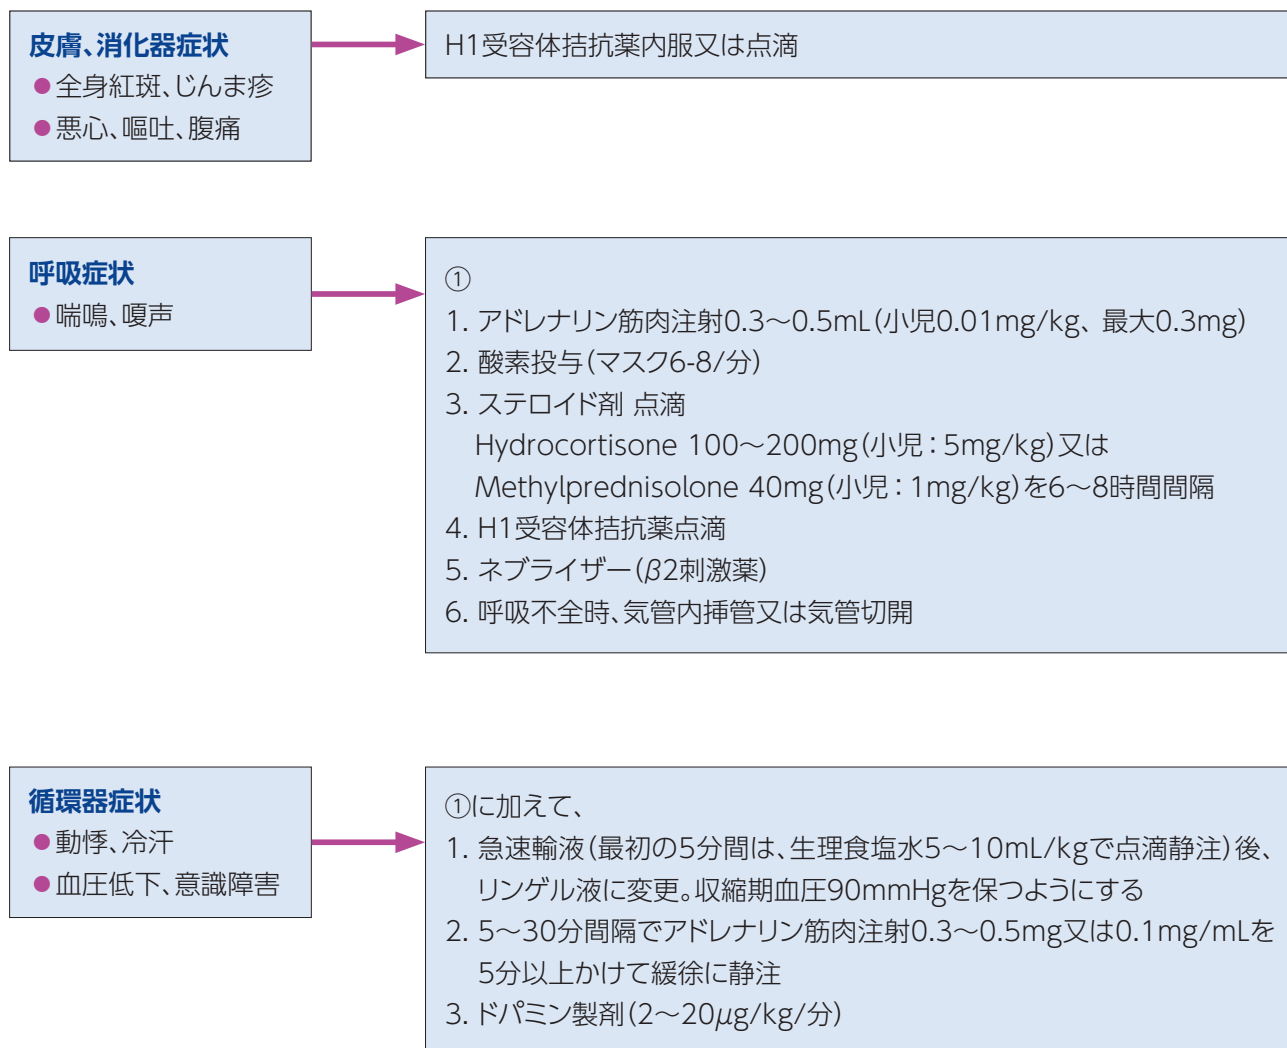 皮膚、消化器症状
●全身紅斑、じんま疹
●悪心、嘔吐、腹痛
H1受容体拮抗薬内服又は点滴
呼吸症状
●喘鳴、嗄声
①
1. アドレナリン筋肉注射0.3〜0.5mL(小児0.01mg/kg、最大0.3mg)
2. 酸素投与(マスク6-8/分)
3. ステロイド剤 点滴
Hydrocortisone 100〜200mg(小児:5mg/kg)又は
Methylprednisolone 40mg(小児:1mg/kg)を6〜8時間間隔
4. H1受容体拮抗薬点滴
5. ネブライザー(β2刺激薬)
6. 呼吸不全時、気管内挿管又は気管切開
循環器症状
●動悸、冷汗
●血圧低下、意識障害
①に加えて、
1. 急速輸液(最初の5分間は、生理食塩水5〜10mL/kgで点滴静注)後、
リンゲル液に変更。収縮期血圧90mmHgを保つようにする
2. 5〜30分間隔でアドレナリン筋肉注射0.3〜0.5mg又は0.1mg/mLを
5分以上かけて緩徐に静注
3. ドパミン製剤(2〜20μg/kg/分)